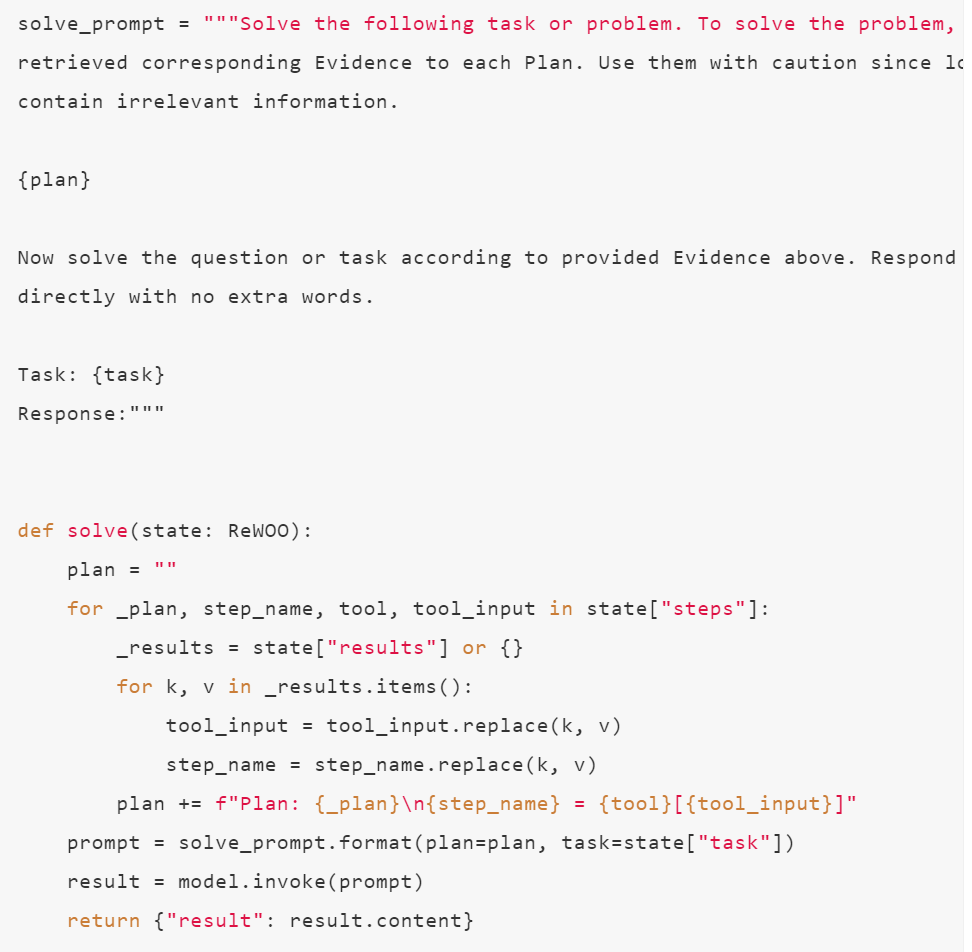 solve_prompt = """Solve the following task or problem. To solve the problem,
retrieved corresponding Evidence to each Plan. Use them with caution since
contain irrelevant information.
{plan}
Now solve the question or task according to provided Evidence above. Respond
directly with no extra words.
Task: {task}
Response:"""
def solve(state: ReWOO):
    plan = ""
    for _plan, step_name, tool, tool_input in state["steps"]:
        _results = state["results"] or {}
        for k, v in _results.items():
            tool_input = tool_input.replace(k, v)
            step_name = step_name.replace(k, v)
        plan += f"Plan: {_plan}\n{step_name} = {tool}[{tool_input}]"
    prompt = solve_prompt.format(plan=plan, task=state["task"])
    result = model.invoke(prompt)
    return {"result": result.content}